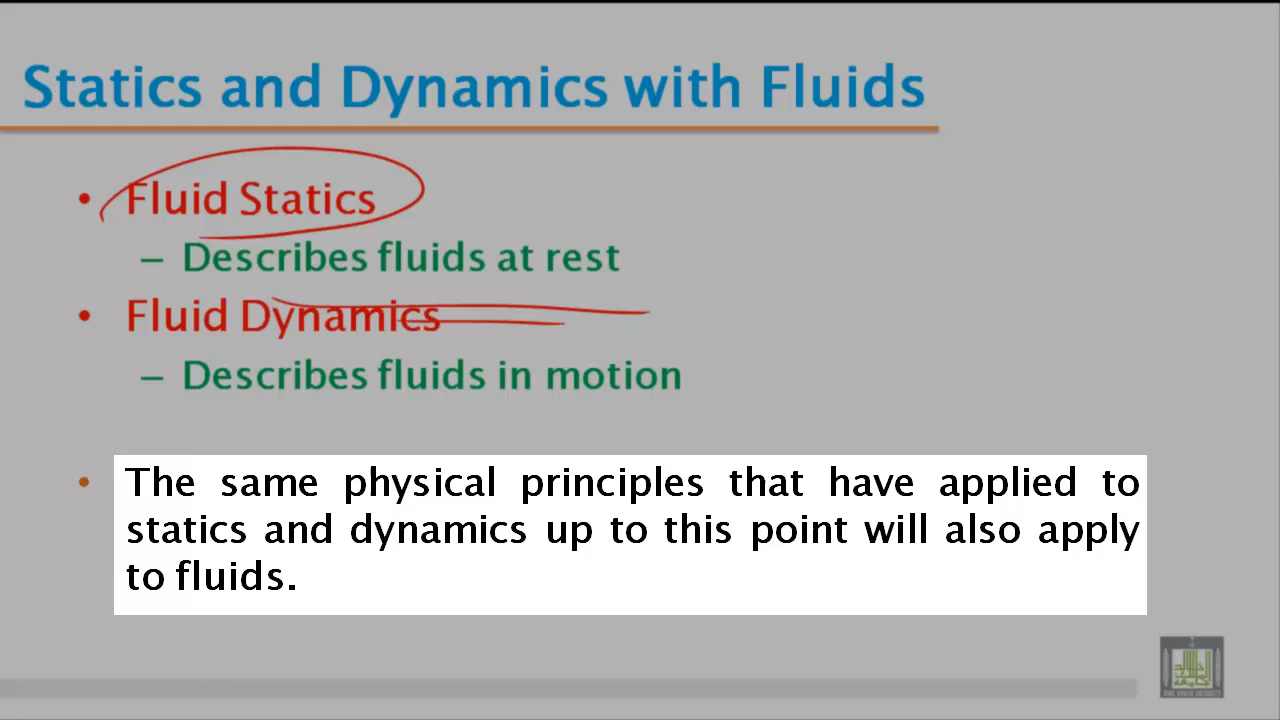 Statics and Dynamics with Fluids
• Fluid Statics
– Describes fluids at rest
• Fluid Dynamics
– Describes fluids in motion
• The same physical principles that have applied to
statics and dynamics up to this point will also apply
to fluids.